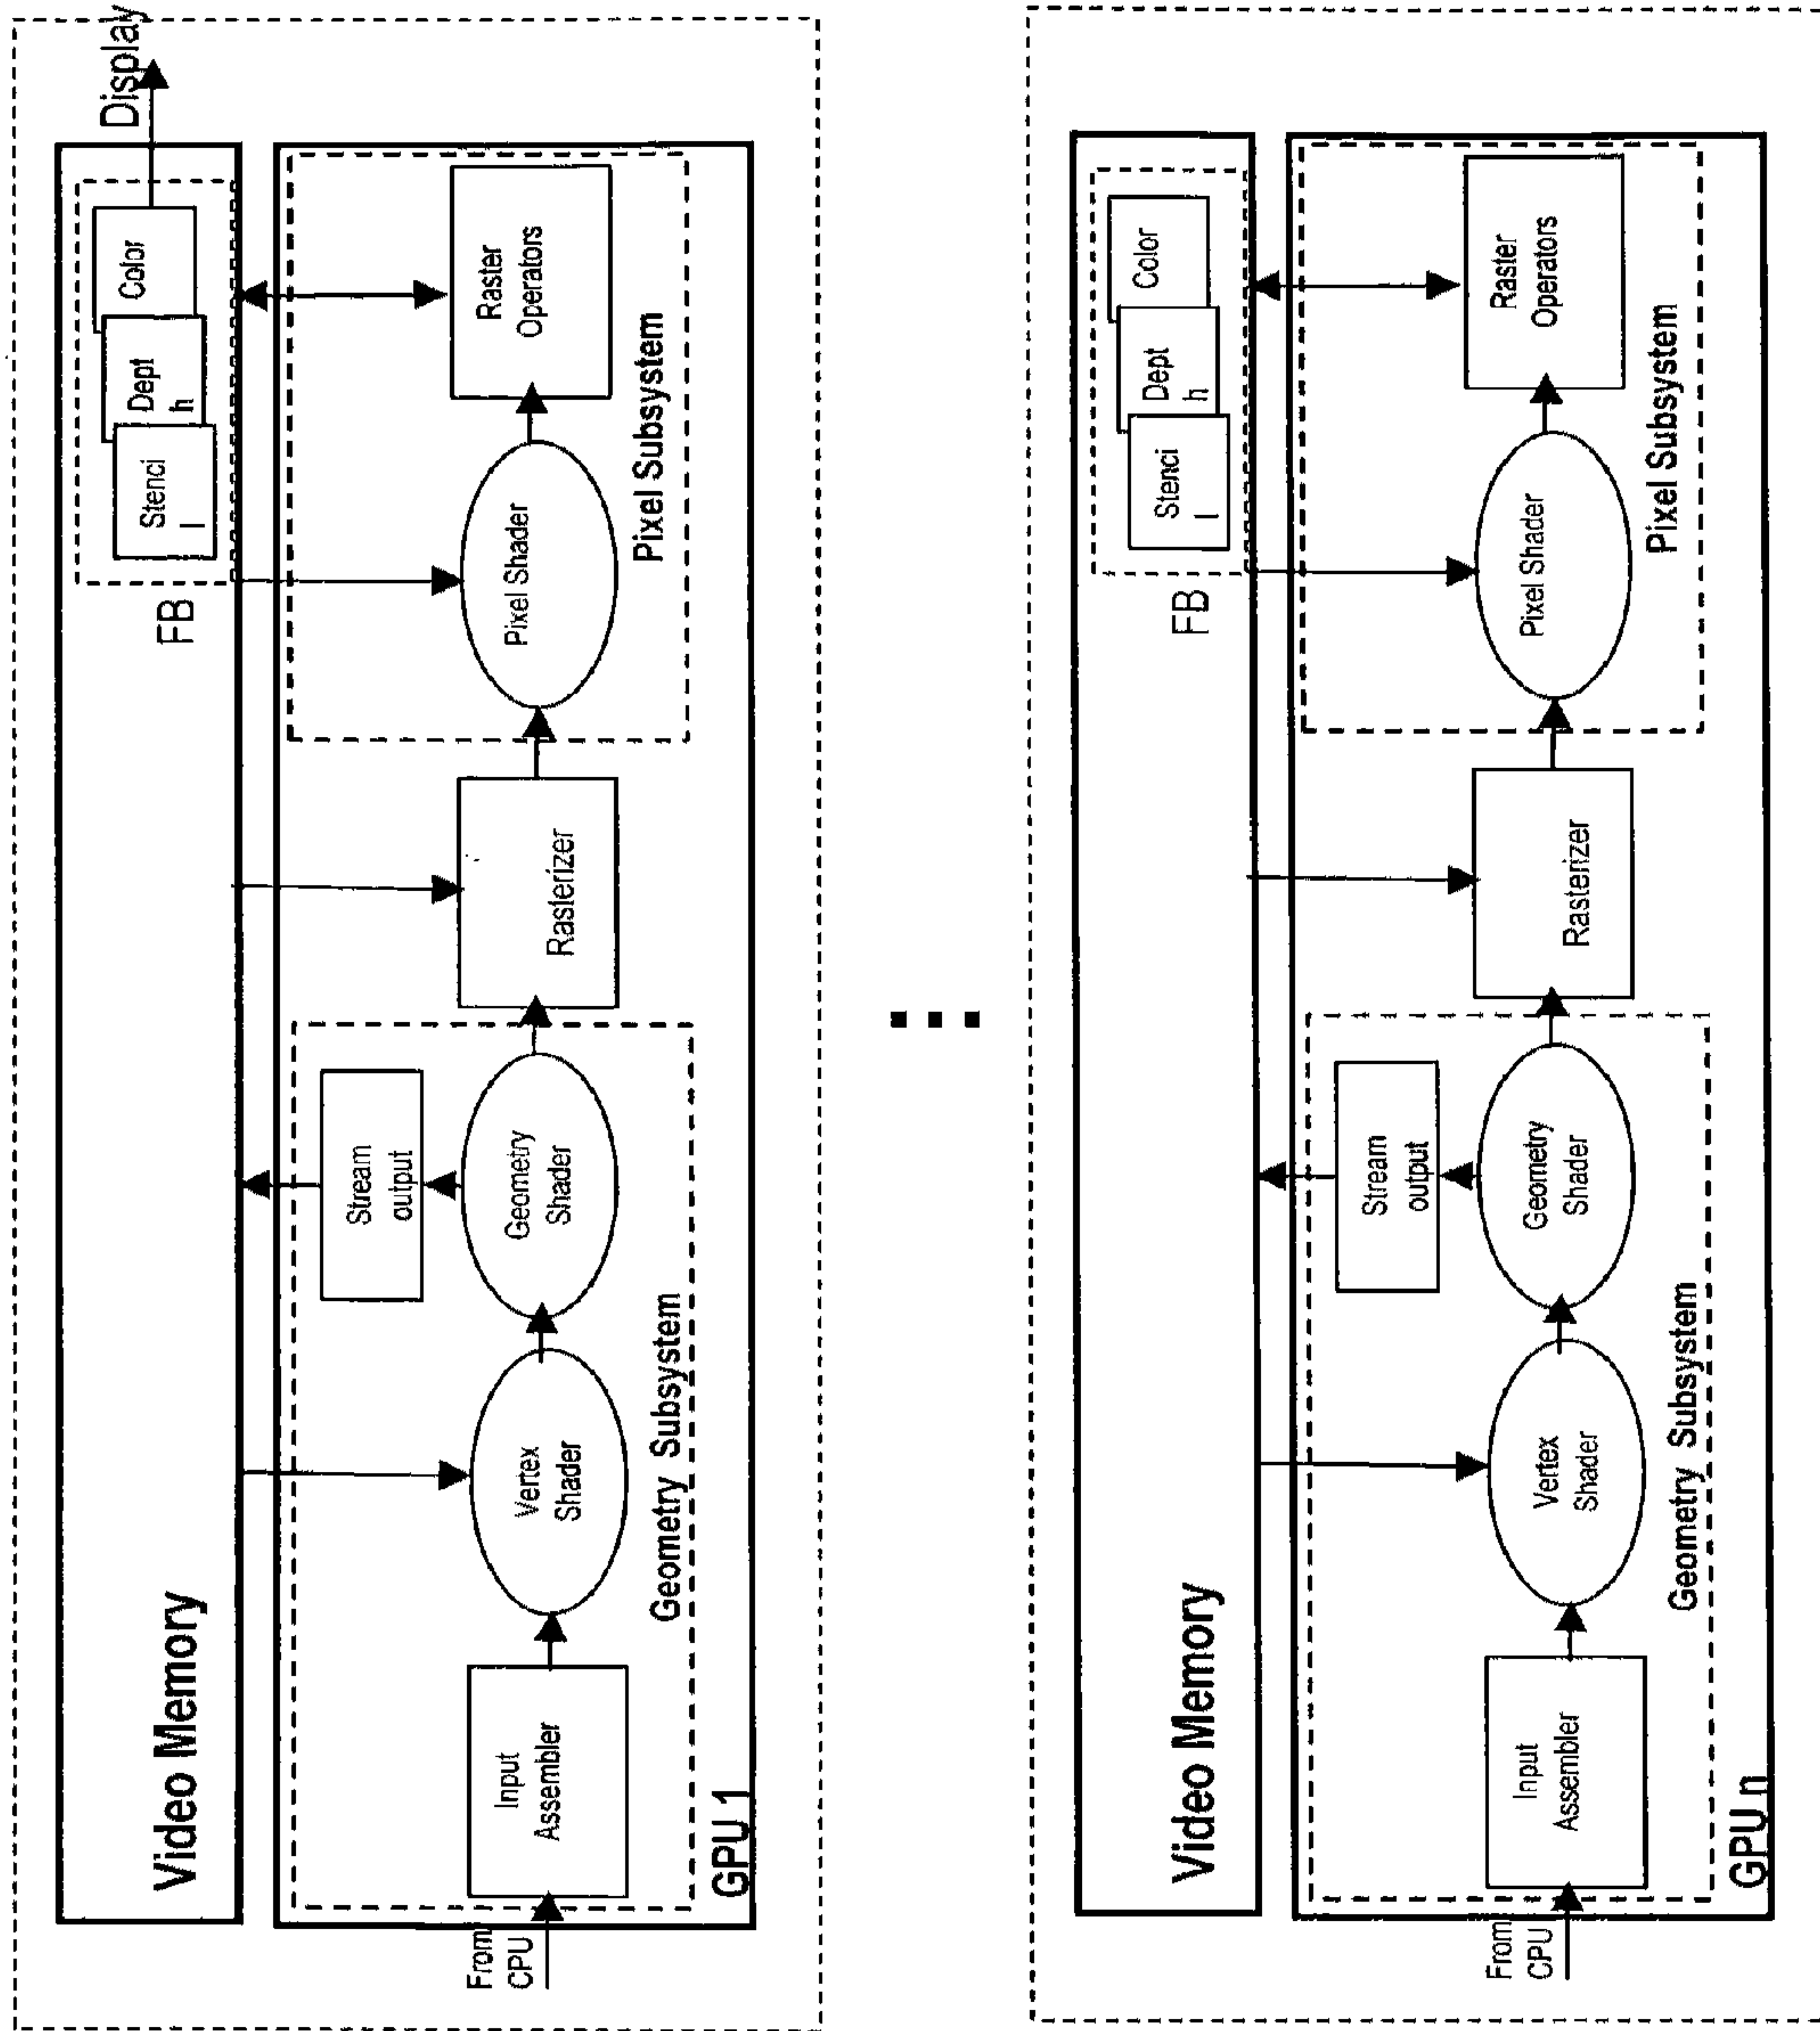 Display
Color
Dept
h
Stenci
l
FB
Video Memory
From
CPU
Input
Assembler
Vertex
Shader
Geometry
Shader
Stream
output
Geometry Subsystem
Rasterizer
Pixel Shader
Raster
Operators
Pixel Subsystem
GPU 1
Color
Dept
h
Stenci
l
FB
Video Memory
From
CPU
Input
Assembler
Vertex
Shader
Geometry
Shader
Stream
output
Geometry Subsystem
Rasterizer
Pixel Shader
Raster
Operators
Pixel Subsystem
GPU n